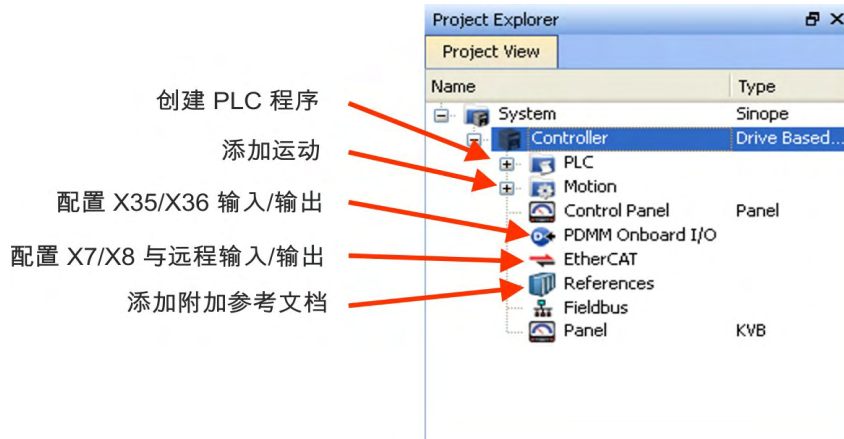 Project Explorer
Project View
Name Type
System Sinope
创建 PLC 程序 Controller Drive Based...
添加运动 PLC
配置 X35/X36 输入/输出 Motion
Control Panel Panel
配置 X7/X8 与远程输入/输出 PDMM Onboard I/O
EtherCAT
添加附加参考文档 References
Fieldbus
Panel KVB